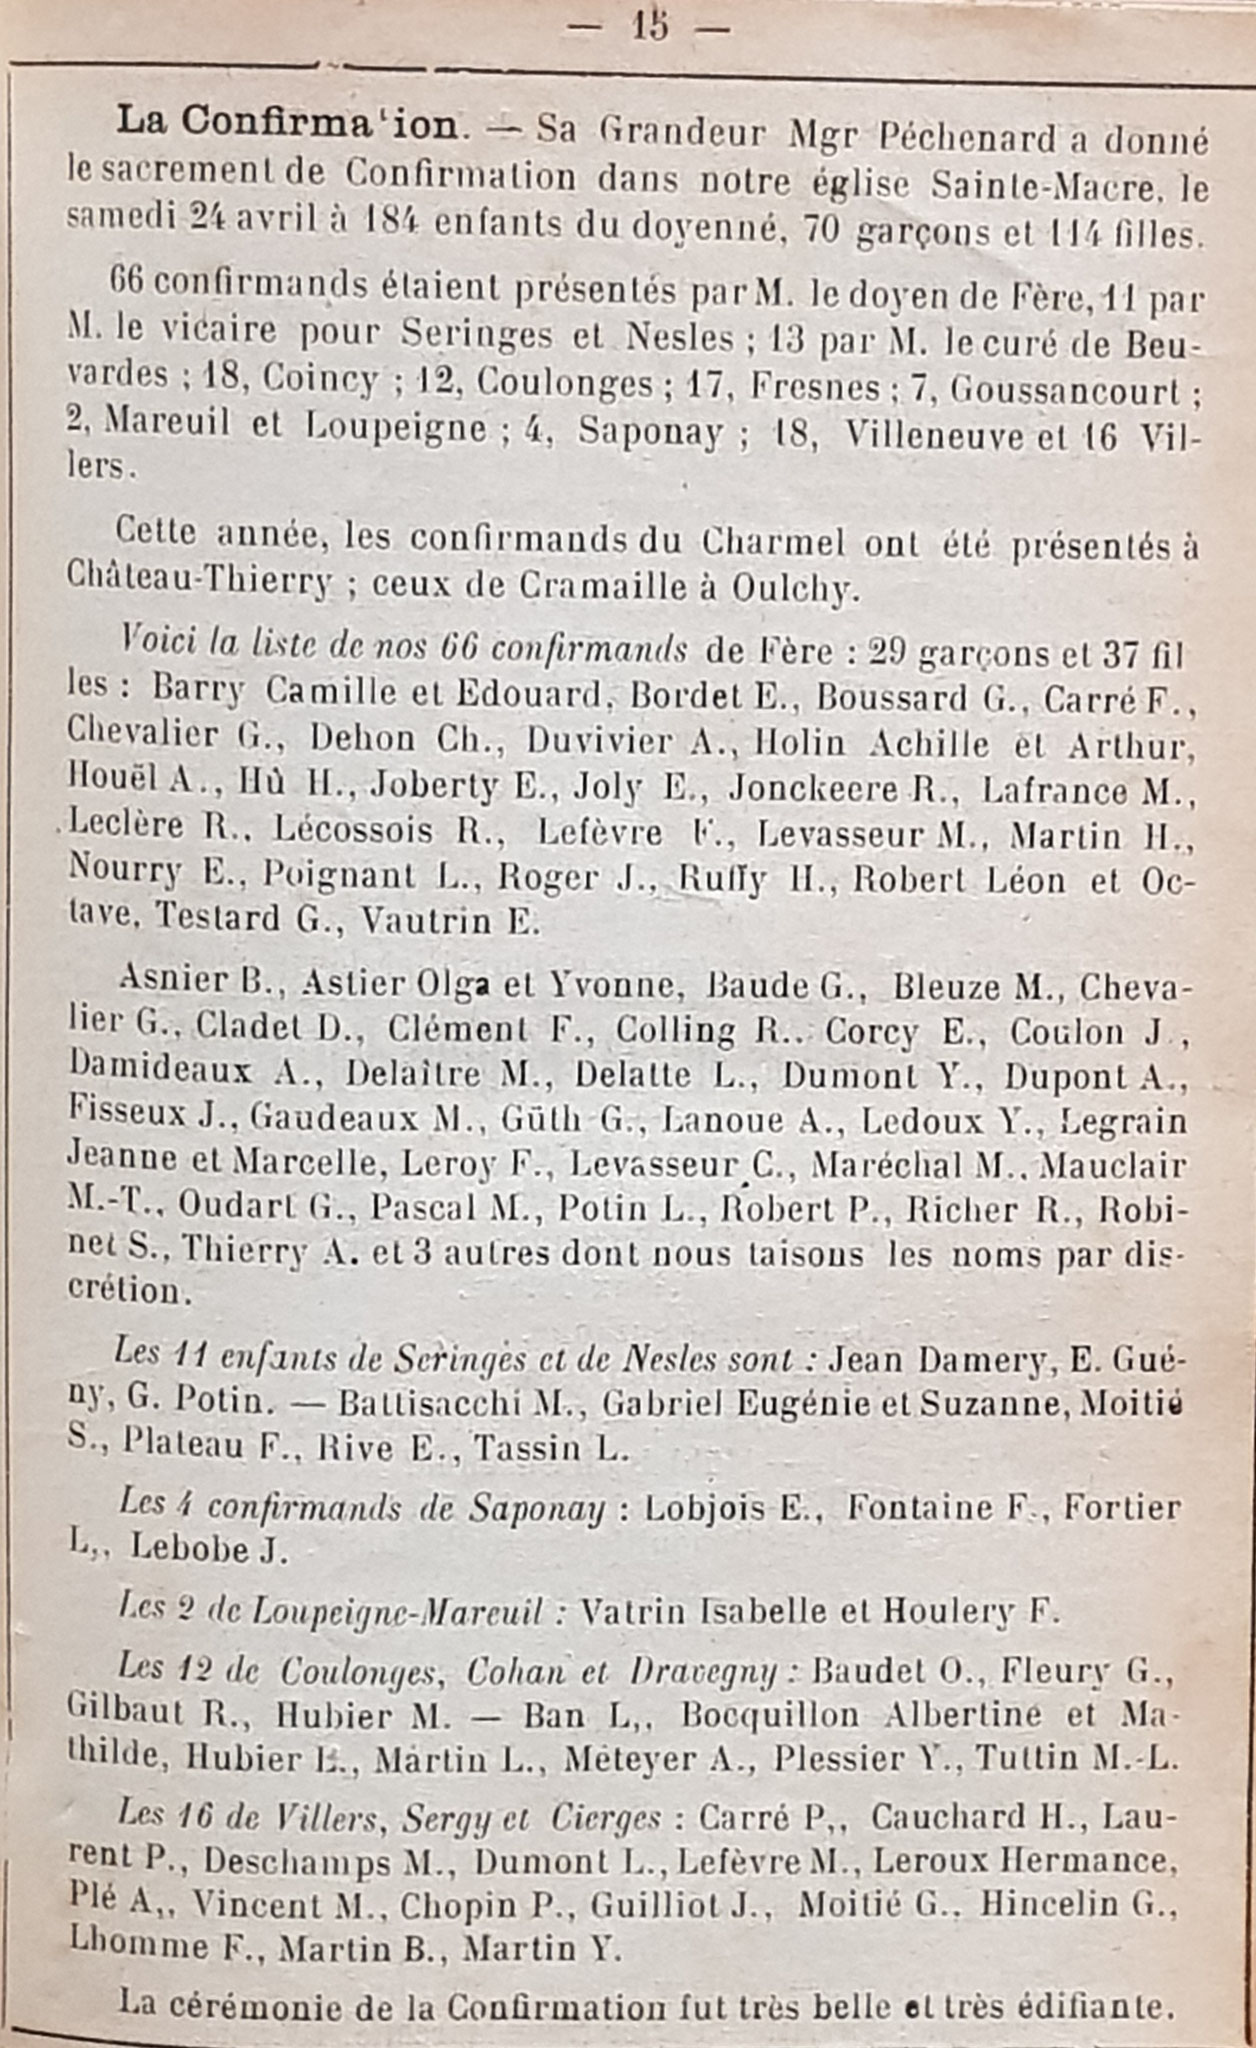 — 15 —
La Confirma'ion. — Sa Grandeur Mgr Péchenard a donné
le sacrement de Confirmation dans notre église Sainte-Macre, le
samedi 24 avril à 184 enfants du doyenné, 70 garçons et 114 filles.
66 confirmands étaient présentés par M. le doyen de Fère, 11 par
M. le vicaire pour Seringes et Nesles ; 13 par M. le curé de Beu-
vardes ; 18, Coincy ; 12, Coulonges ; 17, Fresnes ; 7, Goussancourt ;
2, Mareuil et Loupeigne ; 4, Saponay ; 18, Villeneuve et 16 Vil-
lers.
Cette année, les confirmands du Charmel ont été présentés à
Château-Thierry ; ceux de Cramaille à Oulchy.
Voici la liste de nos 66 confirmands de Fère : 29 garçons et 37 fil
les : Barry Camille et Edouard, Bordet E., Boussard G., Carré F.,
Chevalier G., Dehon Ch., Duvivier A., Holin Achille et Arthur,
Houël A., Hû H., Joberty E., Joly E., Jonckeere R., Lafrance M.,
Leclère R., Lécossois R., Lefèvre F., Levasseur M., Martin H.,
Nourry E., Poignant L., Roger J., Ruffy H., Robert Léon et Oc-
tave, Testard G., Vautrin E.
Asnier B., Astier Olga et Yvonne, Baude G., Bleuze M., Cheva-
lier G., Cladet D., Clément F., Colling R., Corcy E., Coulon J.,
Damideaux A., Delaître M., Delatte L., Dumont Y., Dupont A.,
Fisseux J., Gaudeaux M., Güth G., Lanoue A., Ledoux Y., Legrain
Jeanne et Marcelle, Leroy F., Levasseur C., Maréchal M., Mauclair
M.-T., Oudart G., Pascal M., Potin L., Robert P., Richer R., Robi-
net S., Thierry A. et 3 autres dont nous taisons les noms par dis-
crétion.
Les 11 enfants de Seringes et de Nesles sont : Jean Damery, E. Gué-
ny, G. Potin. — Battisacchi M., Gabriel Eugénie et Suzanne, Moitié
S., Plateau F., Rive E., Tassin L.
Les 4 confirmands de Saponay : Lobjois E., Fontaine F., Fortier
L,, Lebobe J.
Les 2 de Loupeigne-Mareuil : Vatrin Isabelle et Houlery F.
Les 12 de Coulonges, Cohan et Dravegny : Baudet O., Fleury G.,
Gilbaut R., Hubier M. — Ban L,, Bocquillon Albertine et Ma-
thilde, Hubier E., Martin L., Méteyer A., Plessier Y., Tuttin M.-L.
Les 16 de Villers, Sergy et Cierges : Carré P,, Cauchard H., Lau-
rent P., Deschamps M., Dumont L., Lefèvre M., Leroux Hermance,
Plé A,, Vincent M., Chopin P., Guilliot J., Moitié G., Hincelin G.,
Lhomme F., Martin B., Martin Y.
La cérémonie de la Confirmation fut très belle et très édifiante.